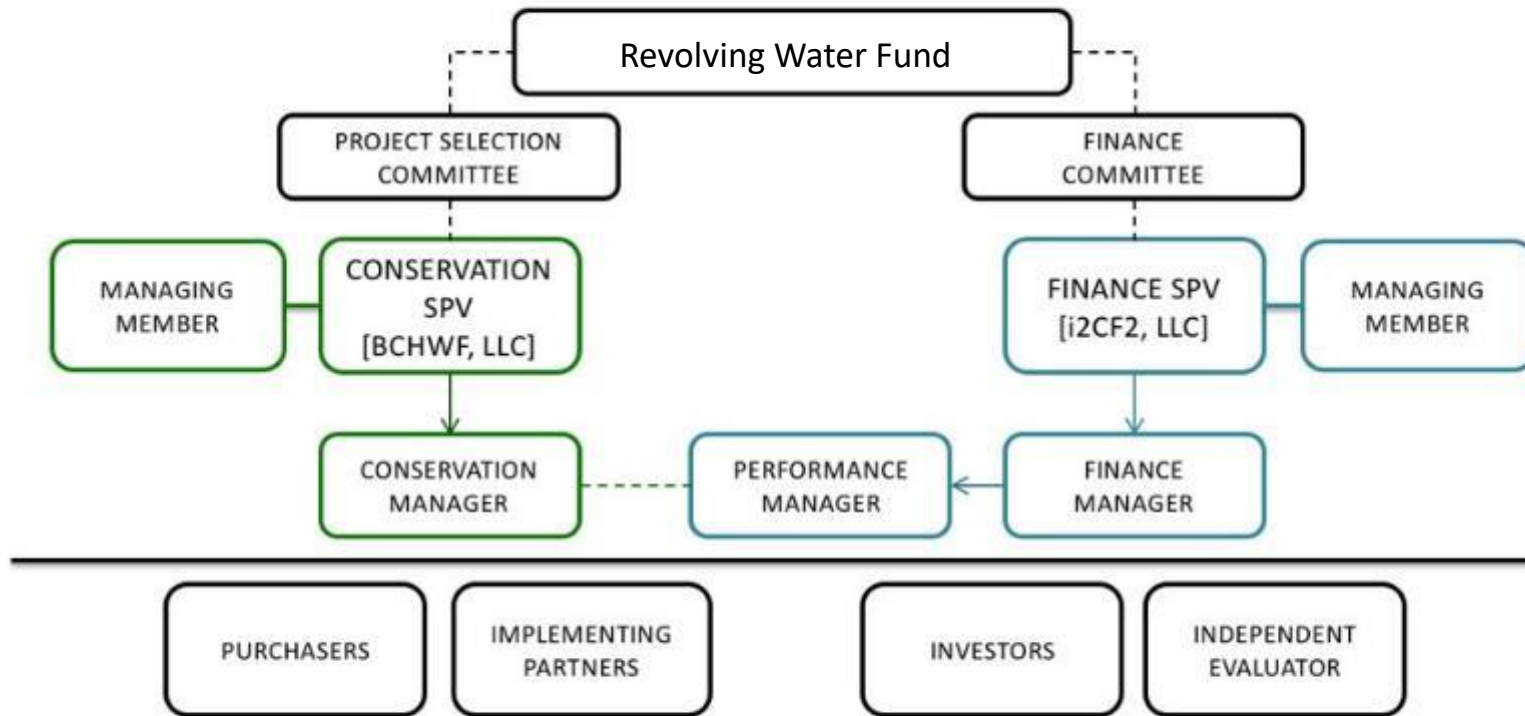 Revolving Water Fund
PROJECT SELECTION
COMMITTEE
FINANCE
COMMITTEE
MANAGING
MEMBER
CONSERVATION
SPV
[BCHWF, LLC]
FINANCE SPV
[i2CF2, LLC]
MANAGING
MEMBER
CONSERVATION
MANAGER
PERFORMANCE
MANAGER
FINANCE
MANAGER
PURCHASERS
IMPLEMENTING
PARTNERS
INVESTORS
INDEPENDENT
EVALUATOR